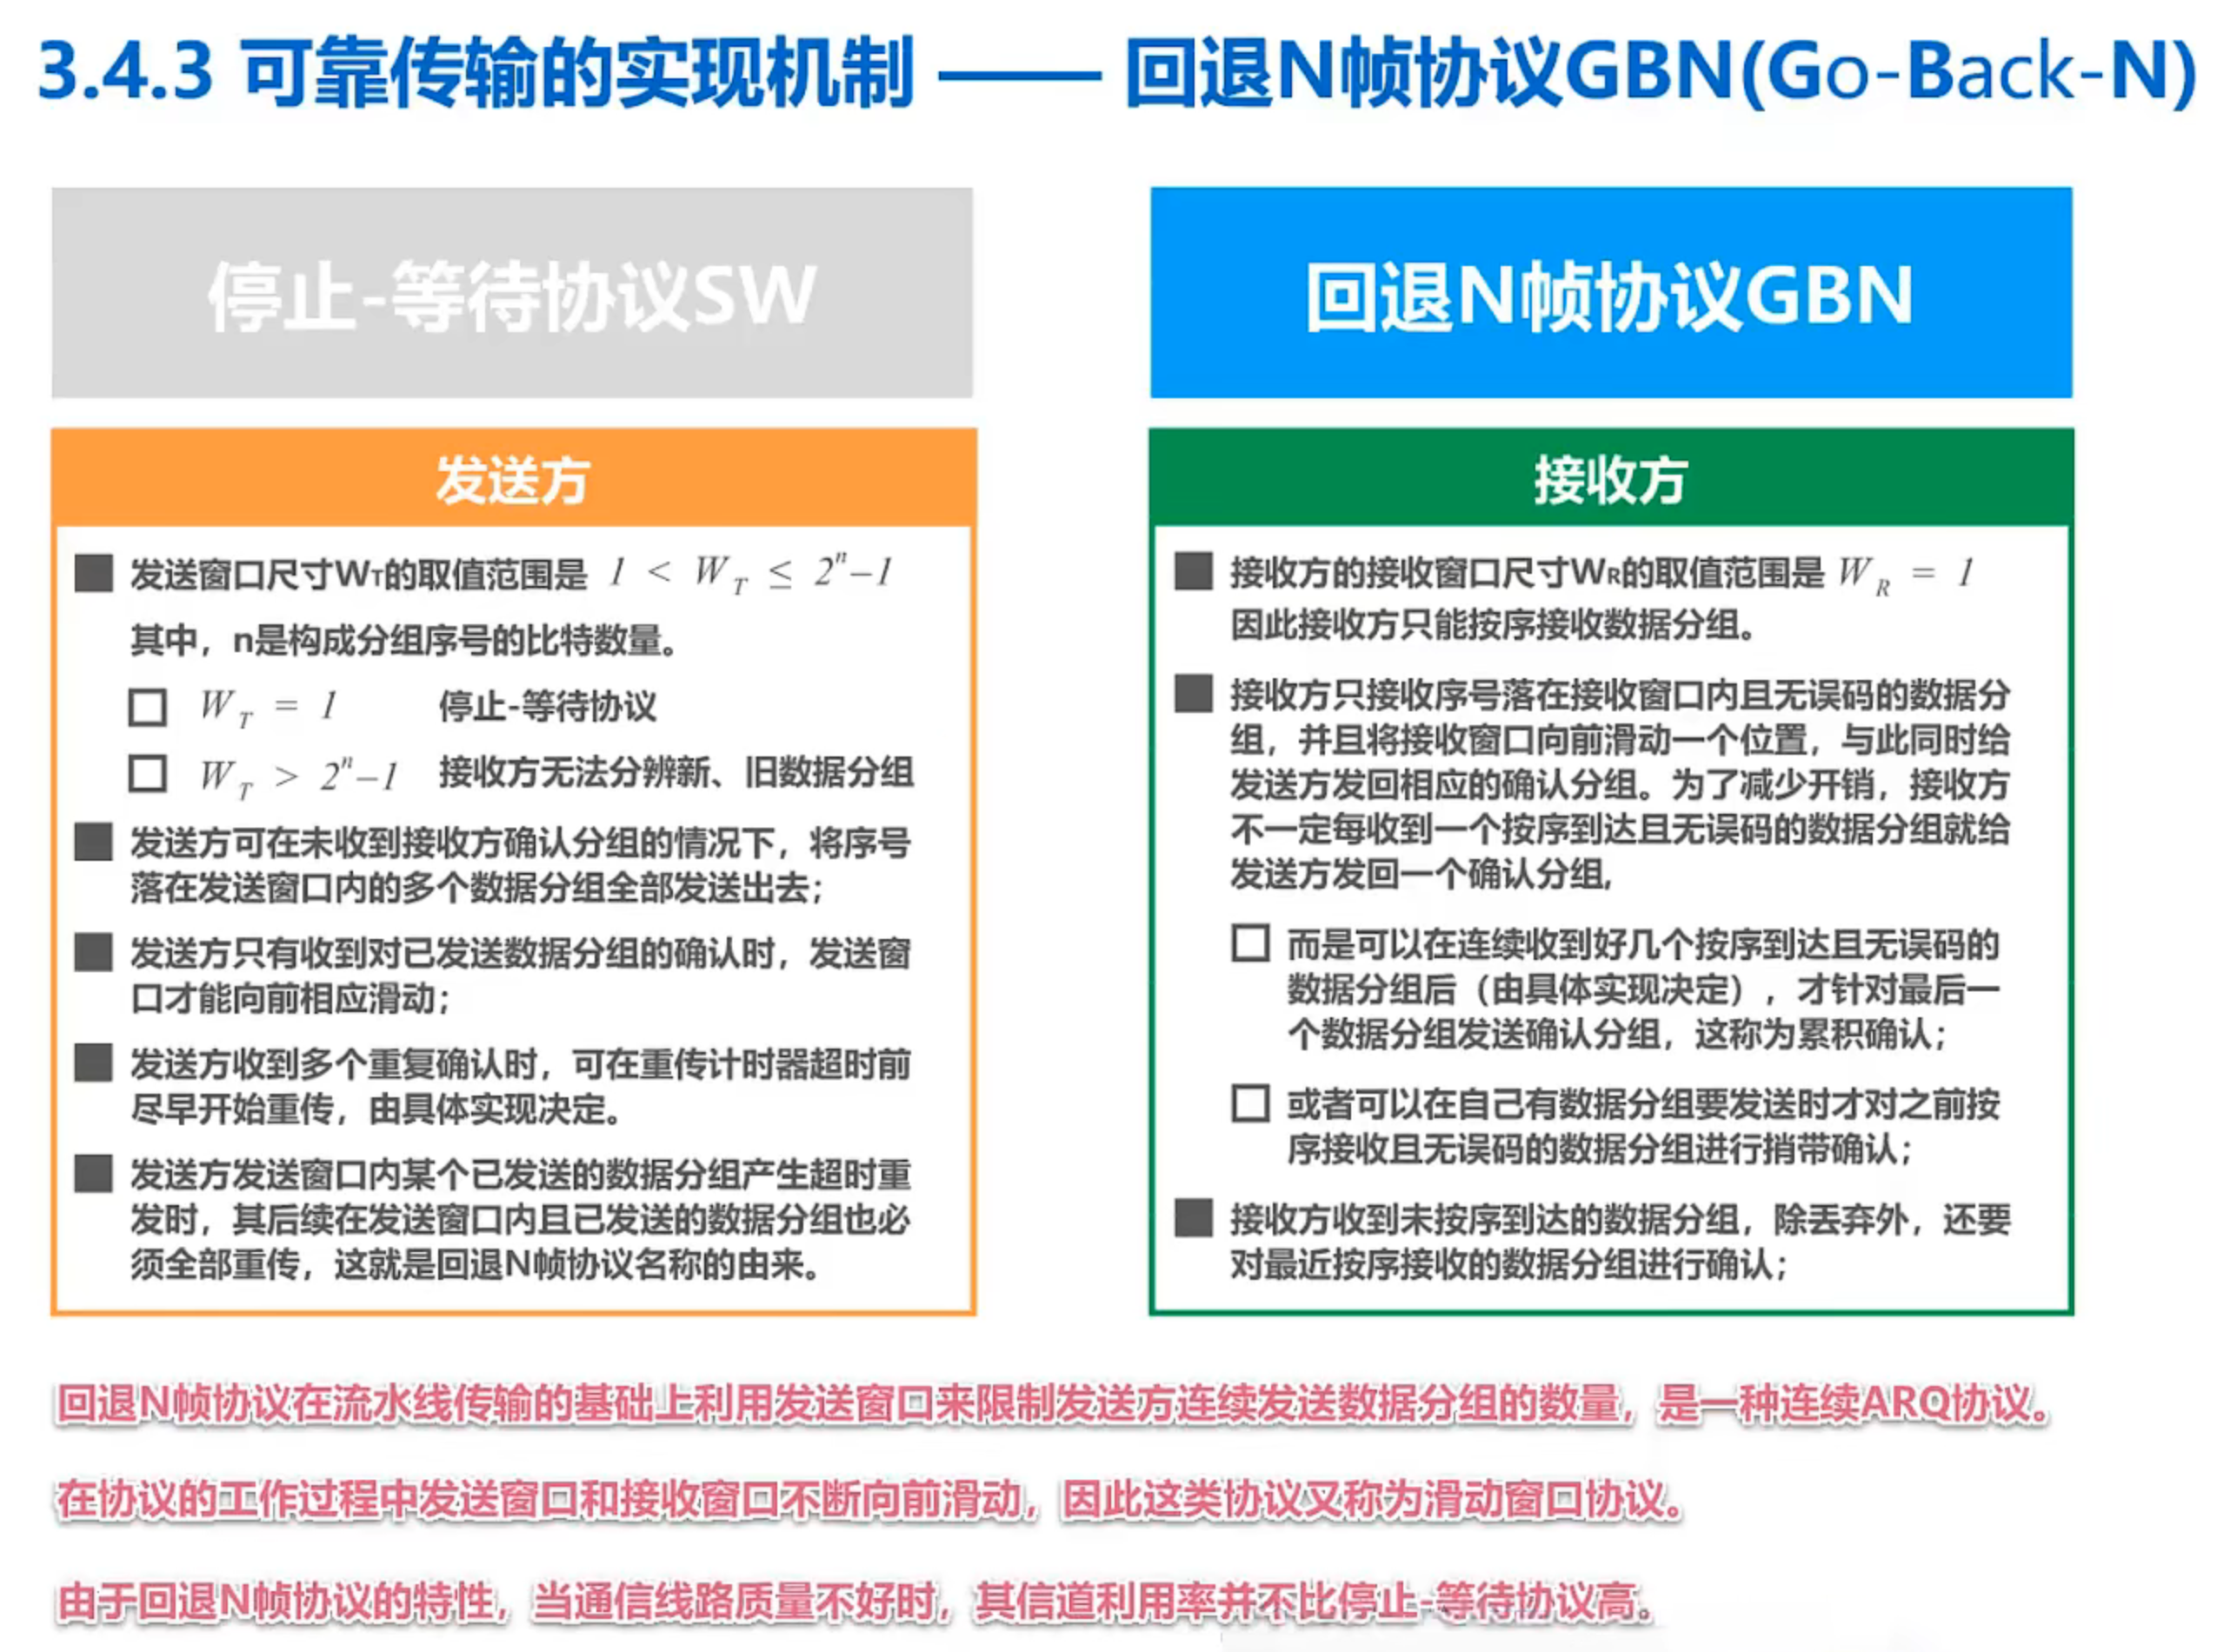 3.4.3 可靠传输的实现机制 —— 回退N帧协议GBN(Go-Back-N)
停止-等待协议SW
回退N帧协议GBN
发送方
发送窗口尺寸WT的取值范围是 1 < W_T ≤ 2^n–1
其中，n是构成分组序号的比特数量。
W_T = 1 停止-等待协议
W_T > 2^n–1 接收方无法分辨新、旧数据分组
发送方可在未收到接收方确认分组的情况下，将序号
落在发送窗口内的多个数据分组全部发送出去；
发送方只有收到对已发送数据分组的确认时，发送窗
口才能向前相应滑动；
发送方收到多个重复确认时，可在重传计时器超时前
尽早开始重传，由具体实现决定。
发送方发送窗口内某个已发送的数据分组产生超时重
发时，其后续在发送窗口内且已发送的数据分组也必
须全部重传，这就是回退N帧协议名称的由来。
接收方
接收方的接收窗口尺寸WR的取值范围是 W_R = 1
因此接收方只能按序接收数据分组。
接收方只接收序号落在接收窗口内且无误码的数据分
组，并且将接收窗口向前滑动一个位置，与此同时给
发送方发回相应的确认分组。为了减少开销，接收方
不一定每收到一个按序到达且无误码的数据分组就给
发送方发回一个确认分组,
而是可以在连续收到好几个按序到达且无误码的
数据分组后（由具体实现决定），才针对最后一
个数据分组发送确认分组，这称为累积确认；
或者可以在自己有数据分组要发送时才对之前按
序接收且无误码的数据分组进行捎带确认；
接收方收到未按序到达的数据分组，除丢弃外，还要
对最近按序接收的数据分组进行确认；
回退N帧协议在流水线传输的基础上利用发送窗口来限制发送方连续发送数据分组的数量，是一种连续ARQ协议。
在协议的工作过程中发送窗口和接收窗口不断向前滑动，因此这类协议又称为滑动窗口协议。
由于回退N帧协议的特性，当通信线路质量不好时，其信道利用率并不比停止-等待协议高。